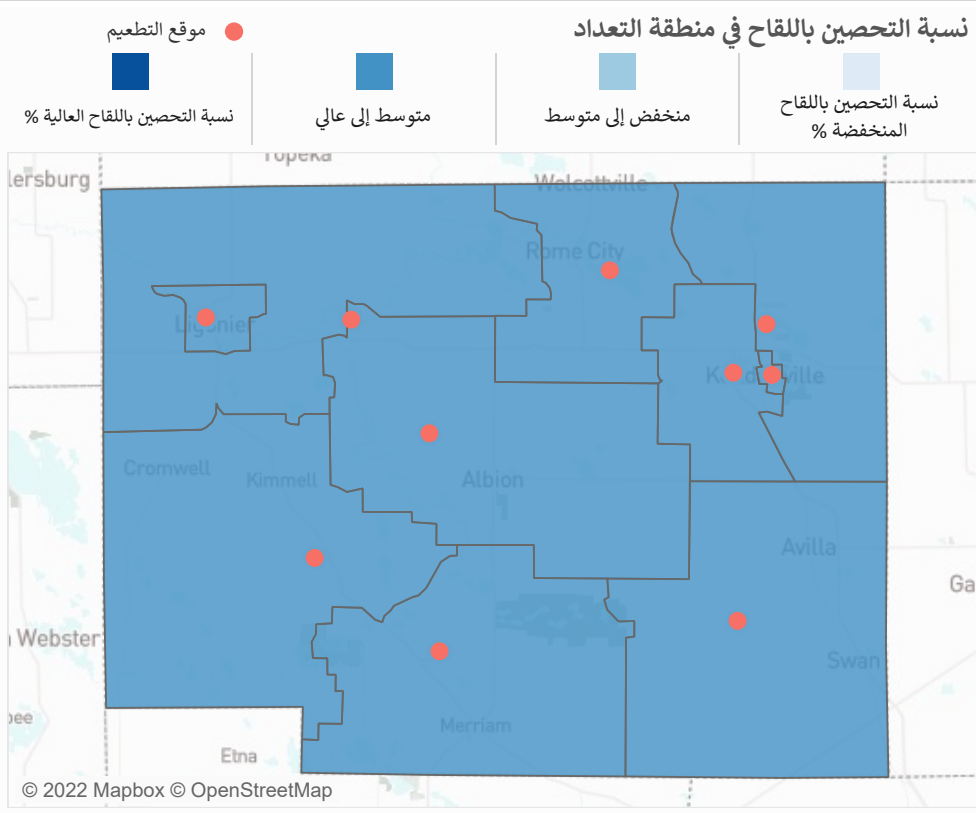 نسبة التحصين باللقاح في منطقة التعداد
موقع التطعيم
نسبة التحصين باللقاح
المنخفضة %
منخفض إلى متوسط
متوسط إلى عالي
نسبة التحصين باللقاح العالية %
Topeka
lersburg
Wolcottville
Rome City
Ligonier
Cromwell
Kimmell
Albion
Avilla
Ga
Webster
Swan
Merriam
Etna
© 2022 Mapbox © OpenStreetMap